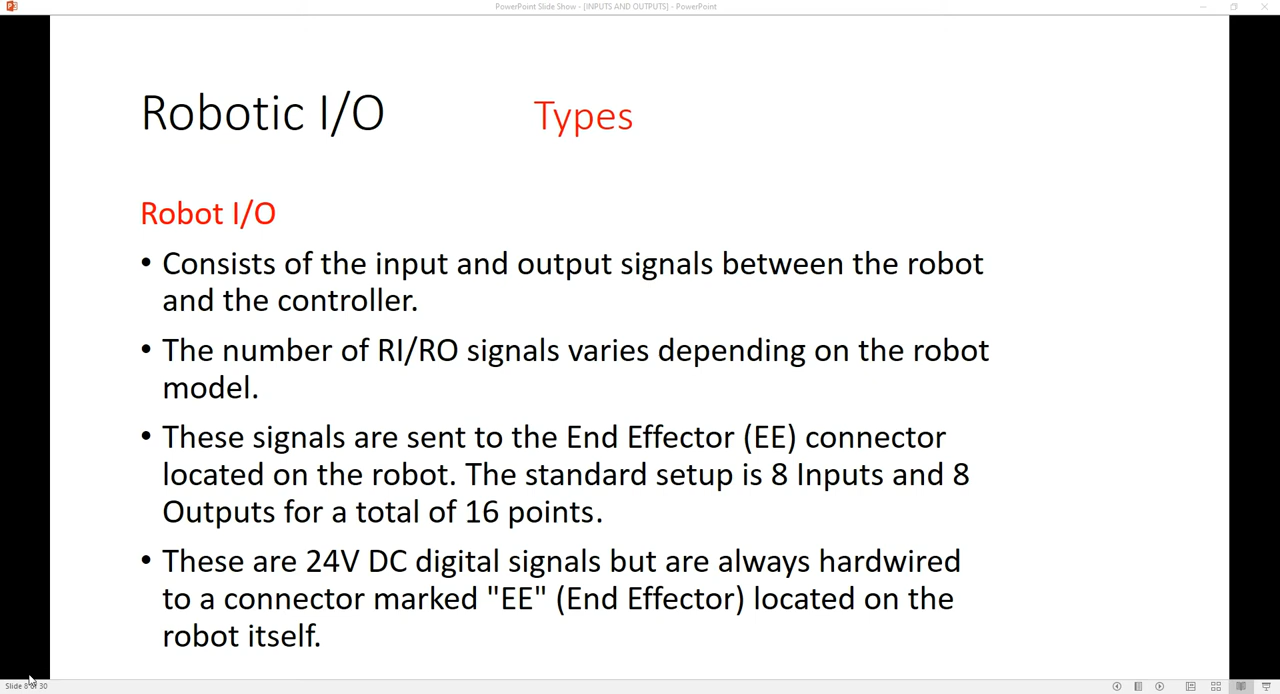 PowerPoint Slide Show - [INPUTS AND OUTPUTS] - PowerPoint
Robotic I/O Types
Robot I/O
• Consists of the input and output signals between the robot
and the controller.
• The number of RI/RO signals varies depending on the robot
model.
• These signals are sent to the End Effector (EE) connector
located on the robot. The standard setup is 8 Inputs and 8
Outputs for a total of 16 points.
• These are 24V DC digital signals but are always hardwired
to a connector marked "EE" (End Effector) located on the
robot itself.
Slide 8 of 30